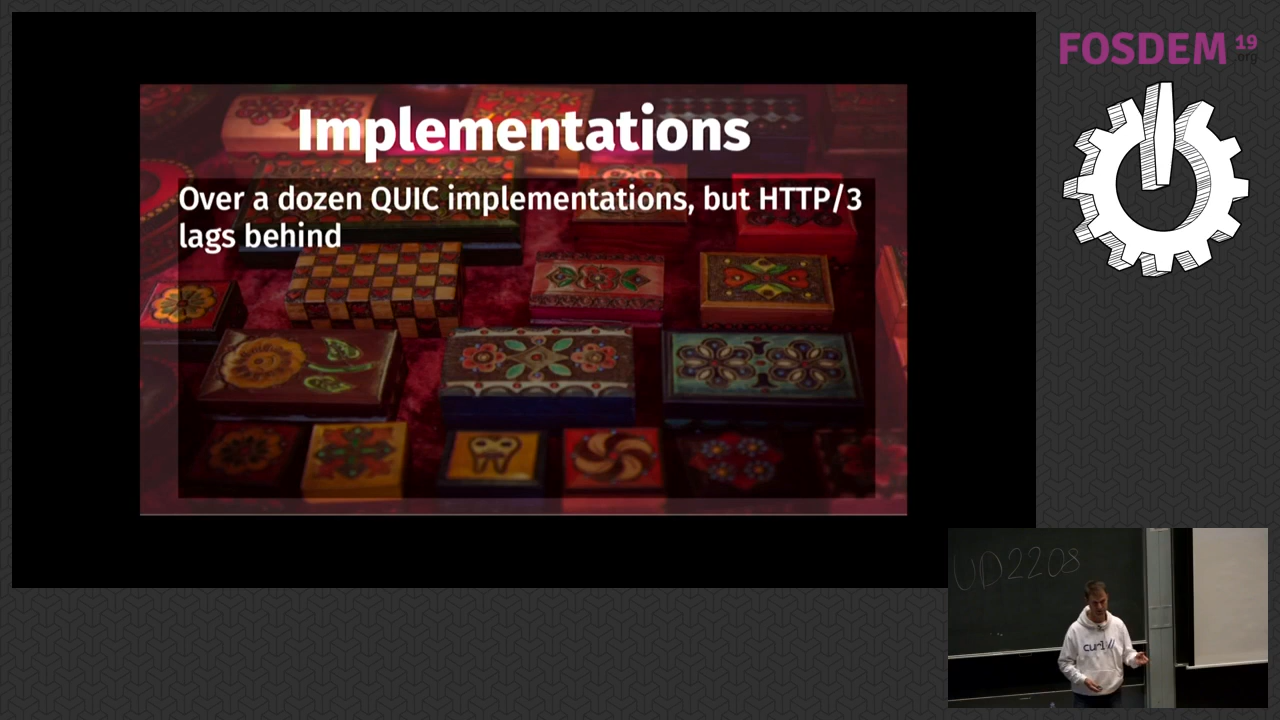 FOSDEM 19
.org
Implementations
Over a dozen QUIC implementations, but HTTP/3
lags behind
UD2208
curl://